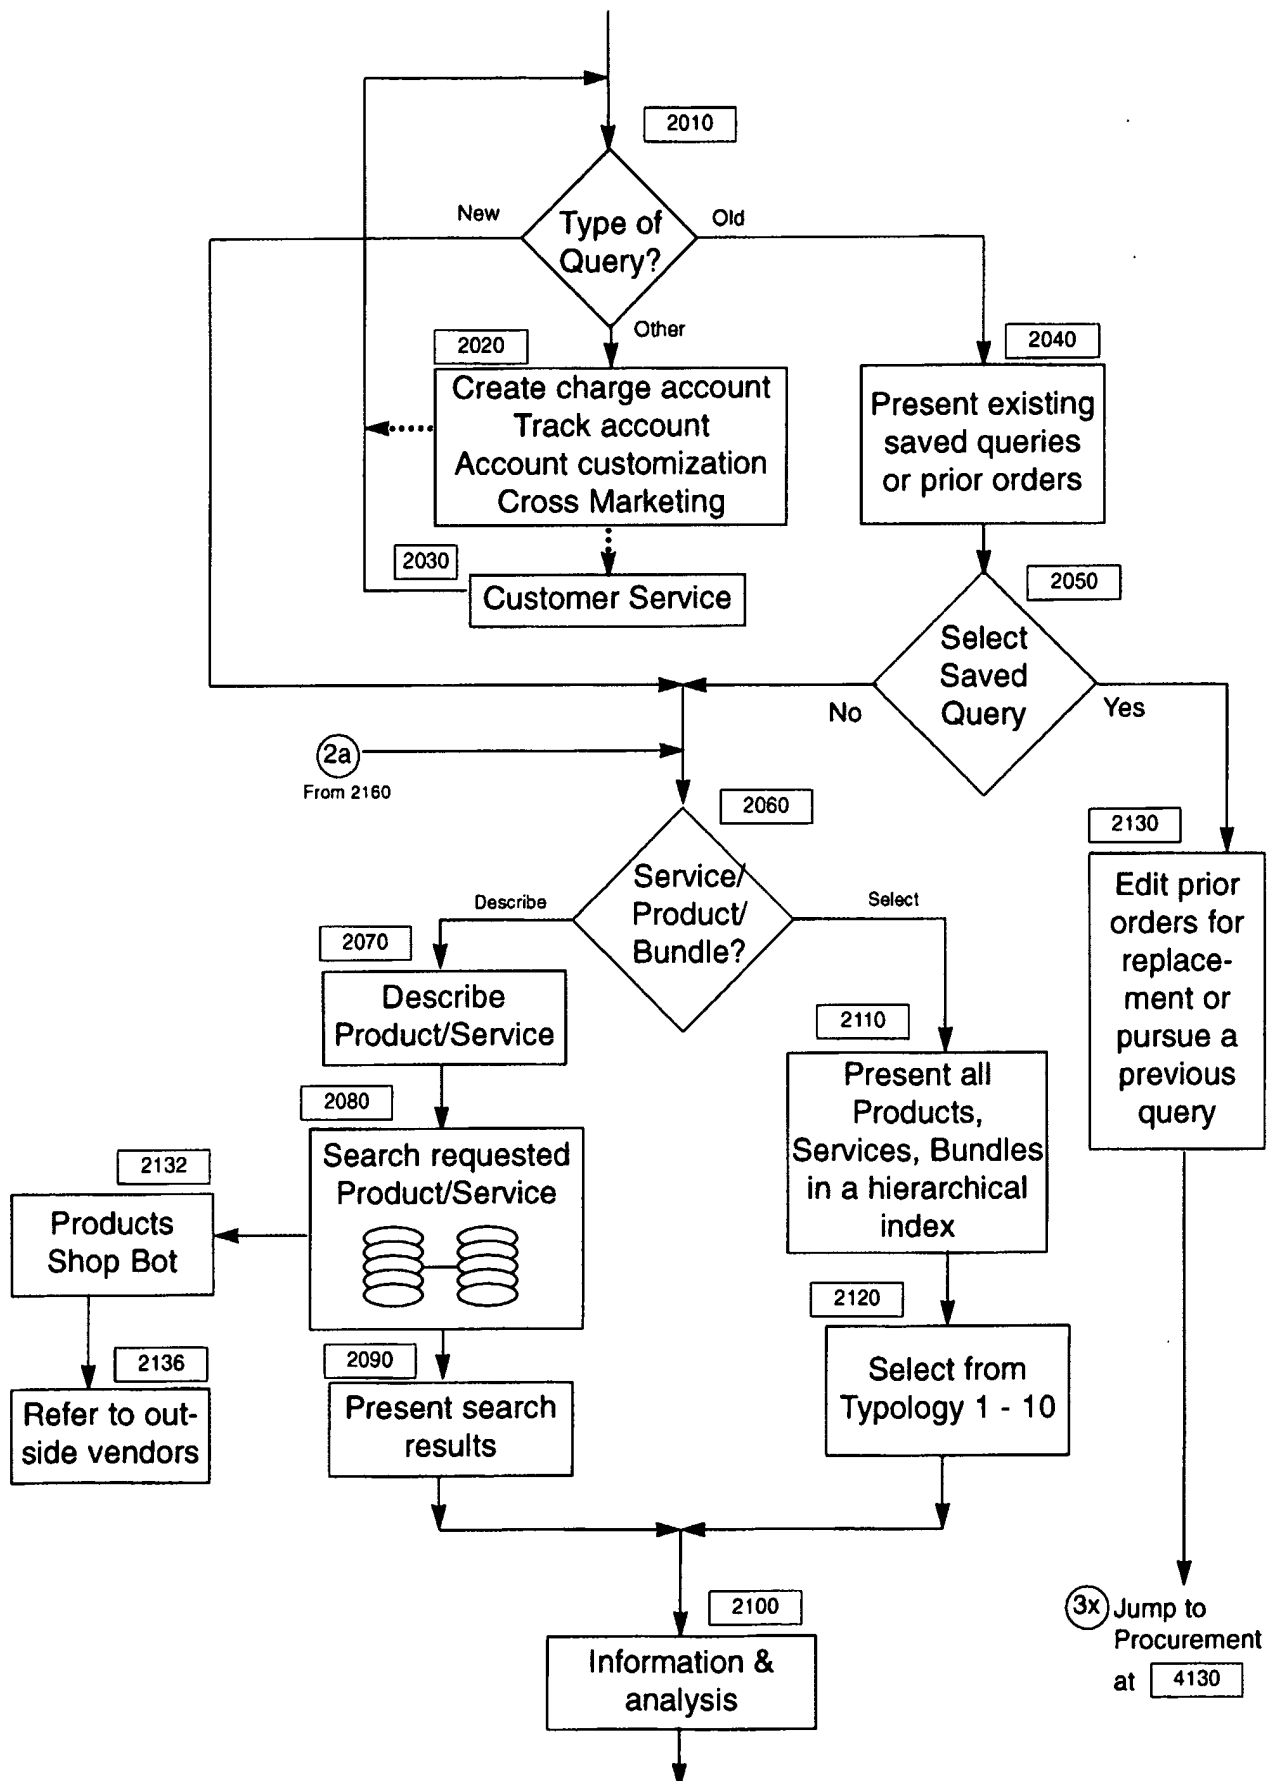 2010
New
Type of
Query?
Old
Other
2020
Create charge account
Track account
Account customization
Cross Marketing
2040
Present existing
saved queries
or prior orders
2030
Customer Service
2050
Select
Saved
Query
No
Yes
2a
From 2160
2060
Service/
Product/
Bundle?
Describe
Select
2130
Edit prior
orders for
replace-
ment or
pursue a
previous
query
2070
Describe
Product/Service
2110
Present all
Products,
Services, Bundles
in a hierarchical
index
2080
Search requested
Product/Service
2132
Products
Shop Bot
2120
Select from
Typology 1 - 10
2136
Refer to out-
side vendors
2090
Present search
results
2100
Information &
analysis
3x Jump to
Procurement
at 4130